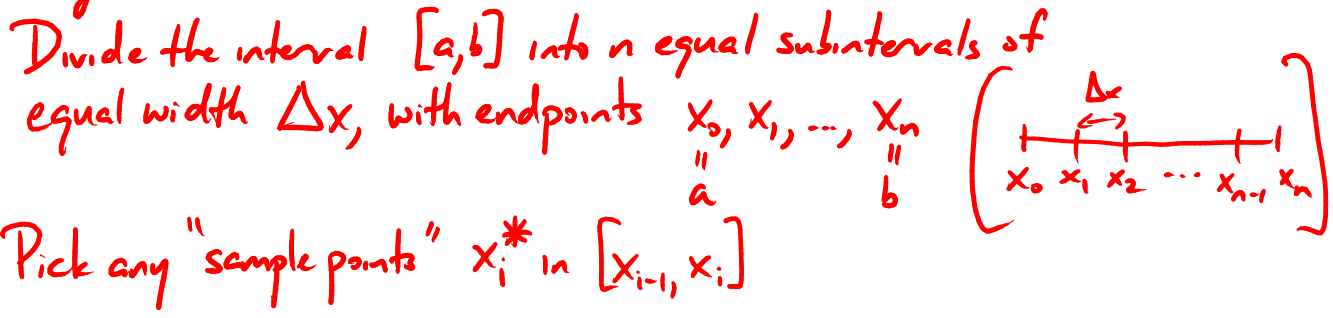 Divide the interval [a,b] into n equal subintervals of
equal width Δx, with endpoints x₀, x₁, ..., xₙ
" "
a b
Δx
x₀ x₁ x₂ ... xₙ₋₁ xₙ
Pick any "sample points" xᵢ* in [xᵢ₋₁, xᵢ]